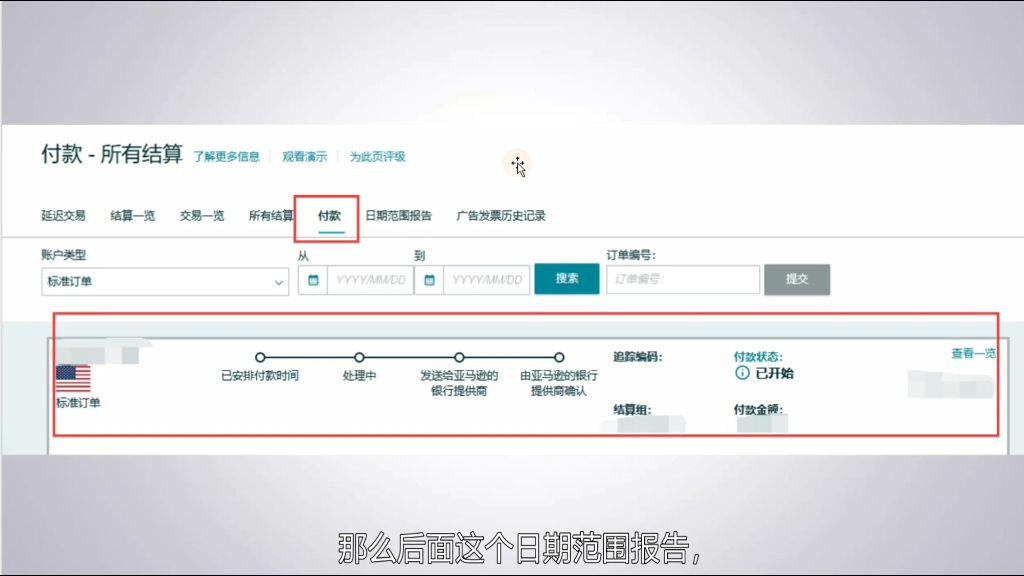 付款 - 所有结算 了解更多信息 观看演示 为此页评级
延迟交易 结算一览 交易一览 所有结算 付款 日期范围报告 广告发票历史记录
账户类型 从 到 订单编号:
标准订单 YYYY/MM/DD YYYY/MM/DD 搜索 订单编号: 提交
查看一览
已安排付款时间 处理中 发送给亚马逊的 由亚马逊的银行 追踪编码: 付款状态:
银行提供商 提供商确认 已开始
标准订单 结算组: 付款金额:
那么后面这个日期范围报告,